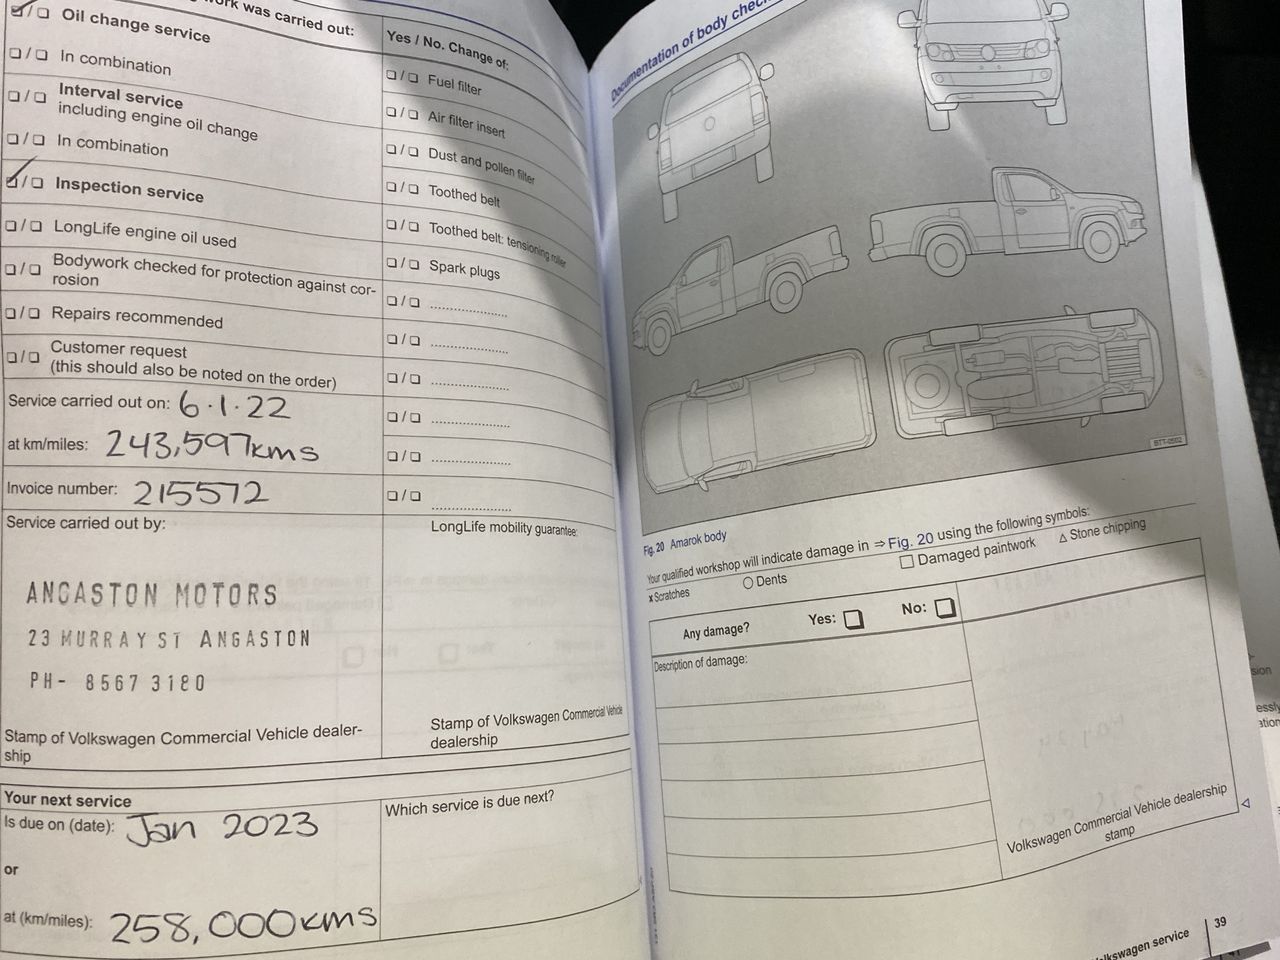 work was carried out:
☑/❑ Oil change service
❑/❑ In combination
❑/❑ Interval service
including engine oil change
❑/❑ In combination
☑/❑ Inspection service
❑/❑ LongLife engine oil used
❑/❑ Bodywork checked for protection against cor-
rosion
❑/❑ Repairs recommended
❑/❑ Customer request
(this should also be noted on the order)
Service carried out on: 6.1.22
at km/miles: 243,597kms
Invoice number: 215572
Service carried out by:
ANGASTON MOTORS
23 MURRAY ST ANGASTON
PH- 8567 3180
Stamp of Volkswagen Commercial Vehicle dealer-
ship
Your next service
Is due on (date): Jan 2023
or
at (km/miles): 258,000kms
Yes / No. Change of:
❑/❑ Fuel filter
❑/❑ Air filter insert
❑/❑ Dust and pollen filter
❑/❑ Toothed belt
❑/❑ Toothed belt: tensioning roller
❑/❑ Spark plugs
❑/❑ ......................
❑/❑ ......................
❑/❑ ......................
❑/❑ ......................
❑/❑ ......................
❑/❑ ......................
LongLife mobility guarantee:
Stamp of Volkswagen Commercial Vehicle
dealership
Which service is due next?
Documentation of body check
BTT-0502
Fig. 20 Amarok body
Your qualified workshop will indicate damage in ⇒ Fig. 20 using the following symbols:
x Scratches ○ Dents □ Damaged paintwork △ Stone chipping
Any damage? Yes: ❑ No: ❑
Description of damage:
Volkswagen Commercial Vehicle dealership
stamp
lkswagen service 39